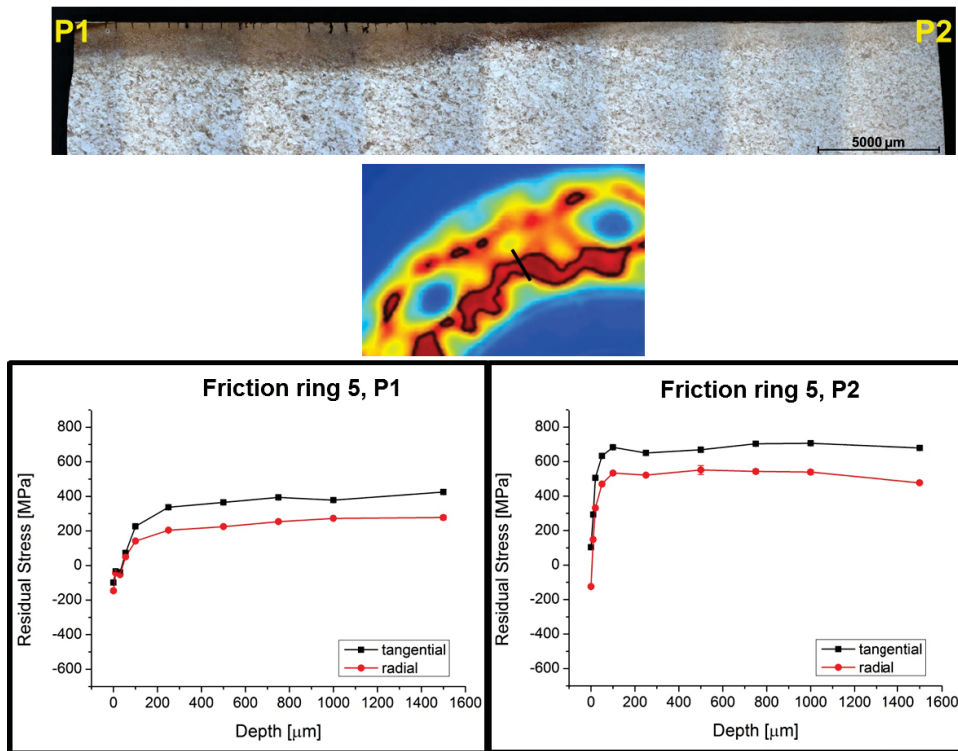 P1
P2
5000 µm
Friction ring 5, P1
800
600
400
200
0
-200
-400
-600
Residual Stress [MPa]
tangential
radial
0 200 400 600 800 1000 1200 1400 1600
Depth [µm]
Friction ring 5, P2
800
600
400
200
0
-200
-400
-600
Residual Stress [MPa]
tangential
radial
0 200 400 600 800 1000 1200 1400 1600
Depth [µm]